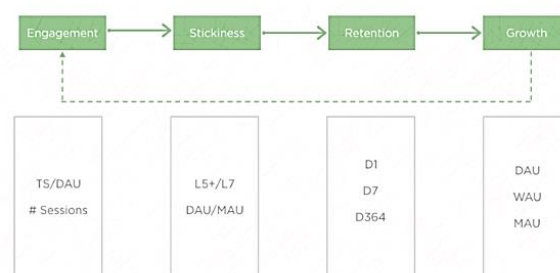 Engagement
Stickiness
Retention
Growth
TS/DAU
# Sessions
L5+/L7
DAU/MAU
D1
D7
D364
DAU
WAU
MAU